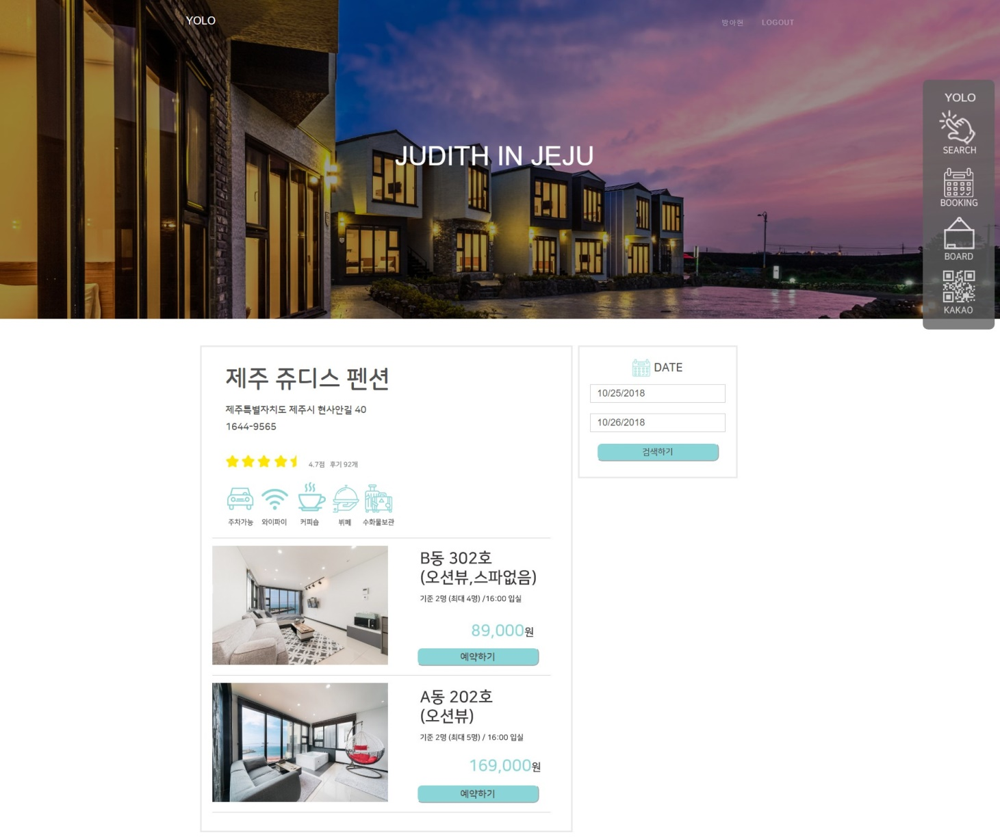 YOLO
방아현 LOGOUT
JUDITH IN JEJU
YOLO
SEARCH
BOOKING
BOARD
KAKAO
제주 쥬디스 펜션
제주특별자치도 제주시 현사안길 40
1644-9565
4.7점 후기 92개
주차가능 와이파이 커피숍 뷔페 수화물보관
B동 302호
(오션뷰,스파없음)
기준 2명 (최대 4명) /16:00 입실
89,000원
예약하기
A동 202호
(오션뷰)
기준 2명 (최대 5명) / 16:00 입실
169,000원
예약하기
DATE
10/25/2018
10/26/2018
검색하기